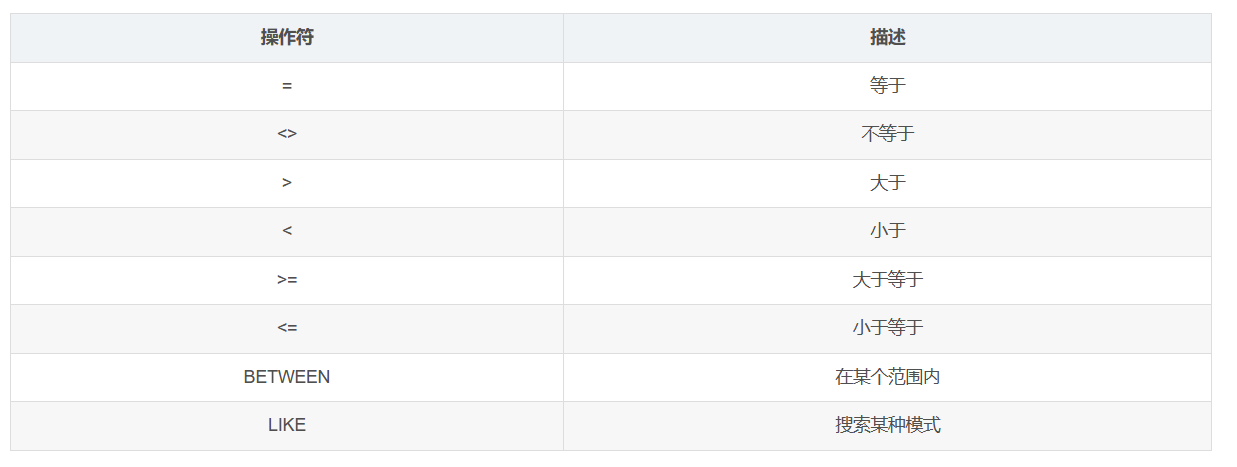 操作符 描述
= 等于
<> 不等于
> 大于
< 小于
>= 大于等于
<= 小于等于
BETWEEN 在某个范围内
LIKE 搜索某种模式